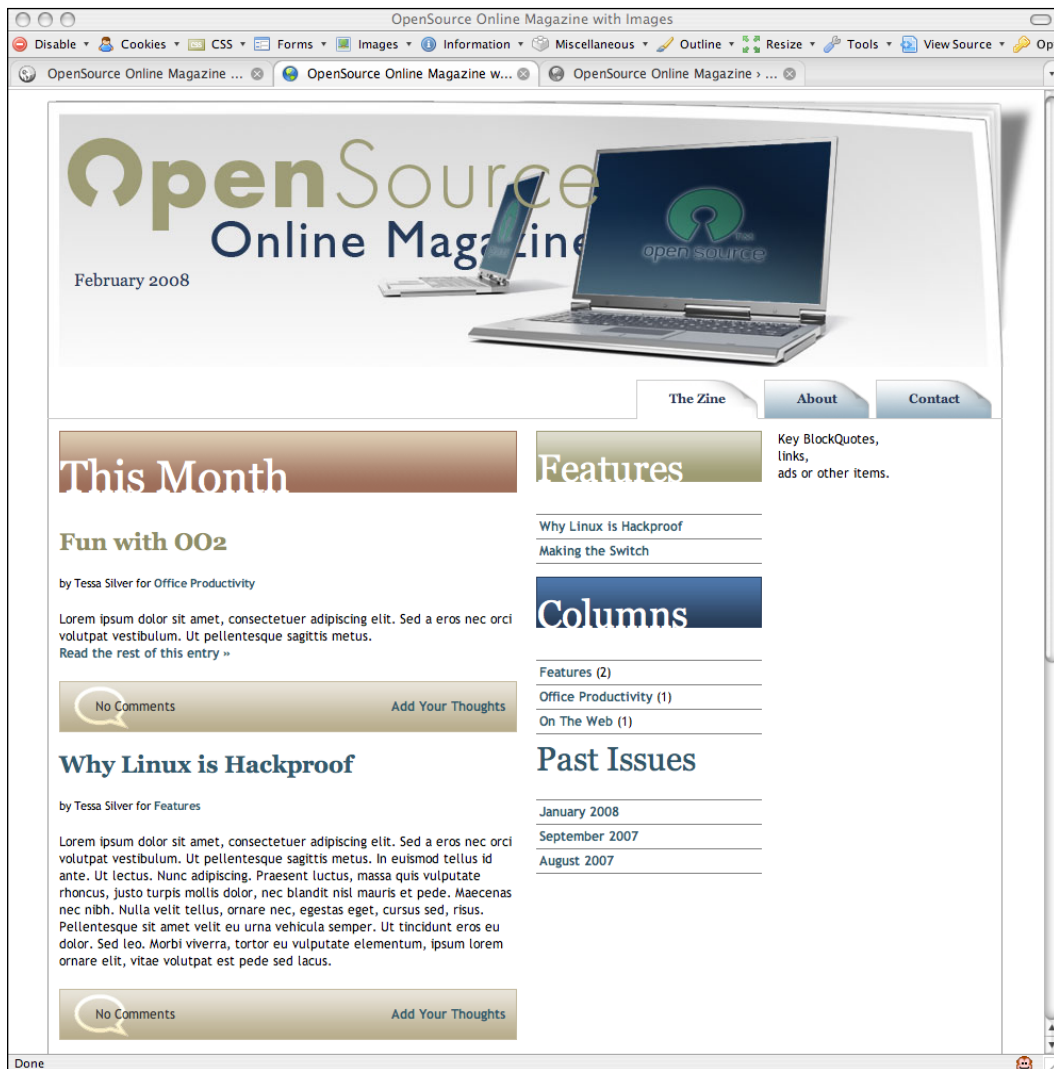 OpenSource Online Magazine with Images
Disable Cookies CSS Forms Images Information Miscellaneous Outline Resize Tools View Source Op
OpenSource Online Magazine ... OpenSource Online Magazine w... OpenSource Online Magazine › ...
OpenSource
Online Magazine
February 2008
open source
The Zine About Contact
This Month
Fun with OO2
by Tessa Silver for Office Productivity
Lorem ipsum dolor sit amet, consectetuer adipiscing elit. Sed a eros nec orci
volutpat vestibulum. Ut pellentesque sagittis metus.
Read the rest of this entry »
No Comments Add Your Thoughts
Why Linux is Hackproof
by Tessa Silver for Features
Lorem ipsum dolor sit amet, consectetuer adipiscing elit. Sed a eros nec orci
volutpat vestibulum. Ut pellentesque sagittis metus. In euismod tellus id
ante. Ut lectus. Nunc adipiscing. Praesent luctus, massa quis vulputate
rhoncus, justo turpis mollis dolor, nec blandit nisl mauris et pede. Maecenas
nec nibh. Nulla velit tellus, ornare nec, egestas eget, cursus sed, risus.
Pellentesque sit amet velit eu urna vehicula semper. Ut tincidunt eros eu
dolor. Sed leo. Morbi viverra, tortor eu vulputate elementum, ipsum lorem
ornare elit, vitae volutpat est pede sed lacus.
No Comments Add Your Thoughts
Features
Why Linux is Hackproof
Making the Switch
Columns
Features (2)
Office Productivity (1)
On The Web (1)
Past Issues
January 2008
September 2007
August 2007
Key BlockQuotes,
links,
ads or other items.
Done